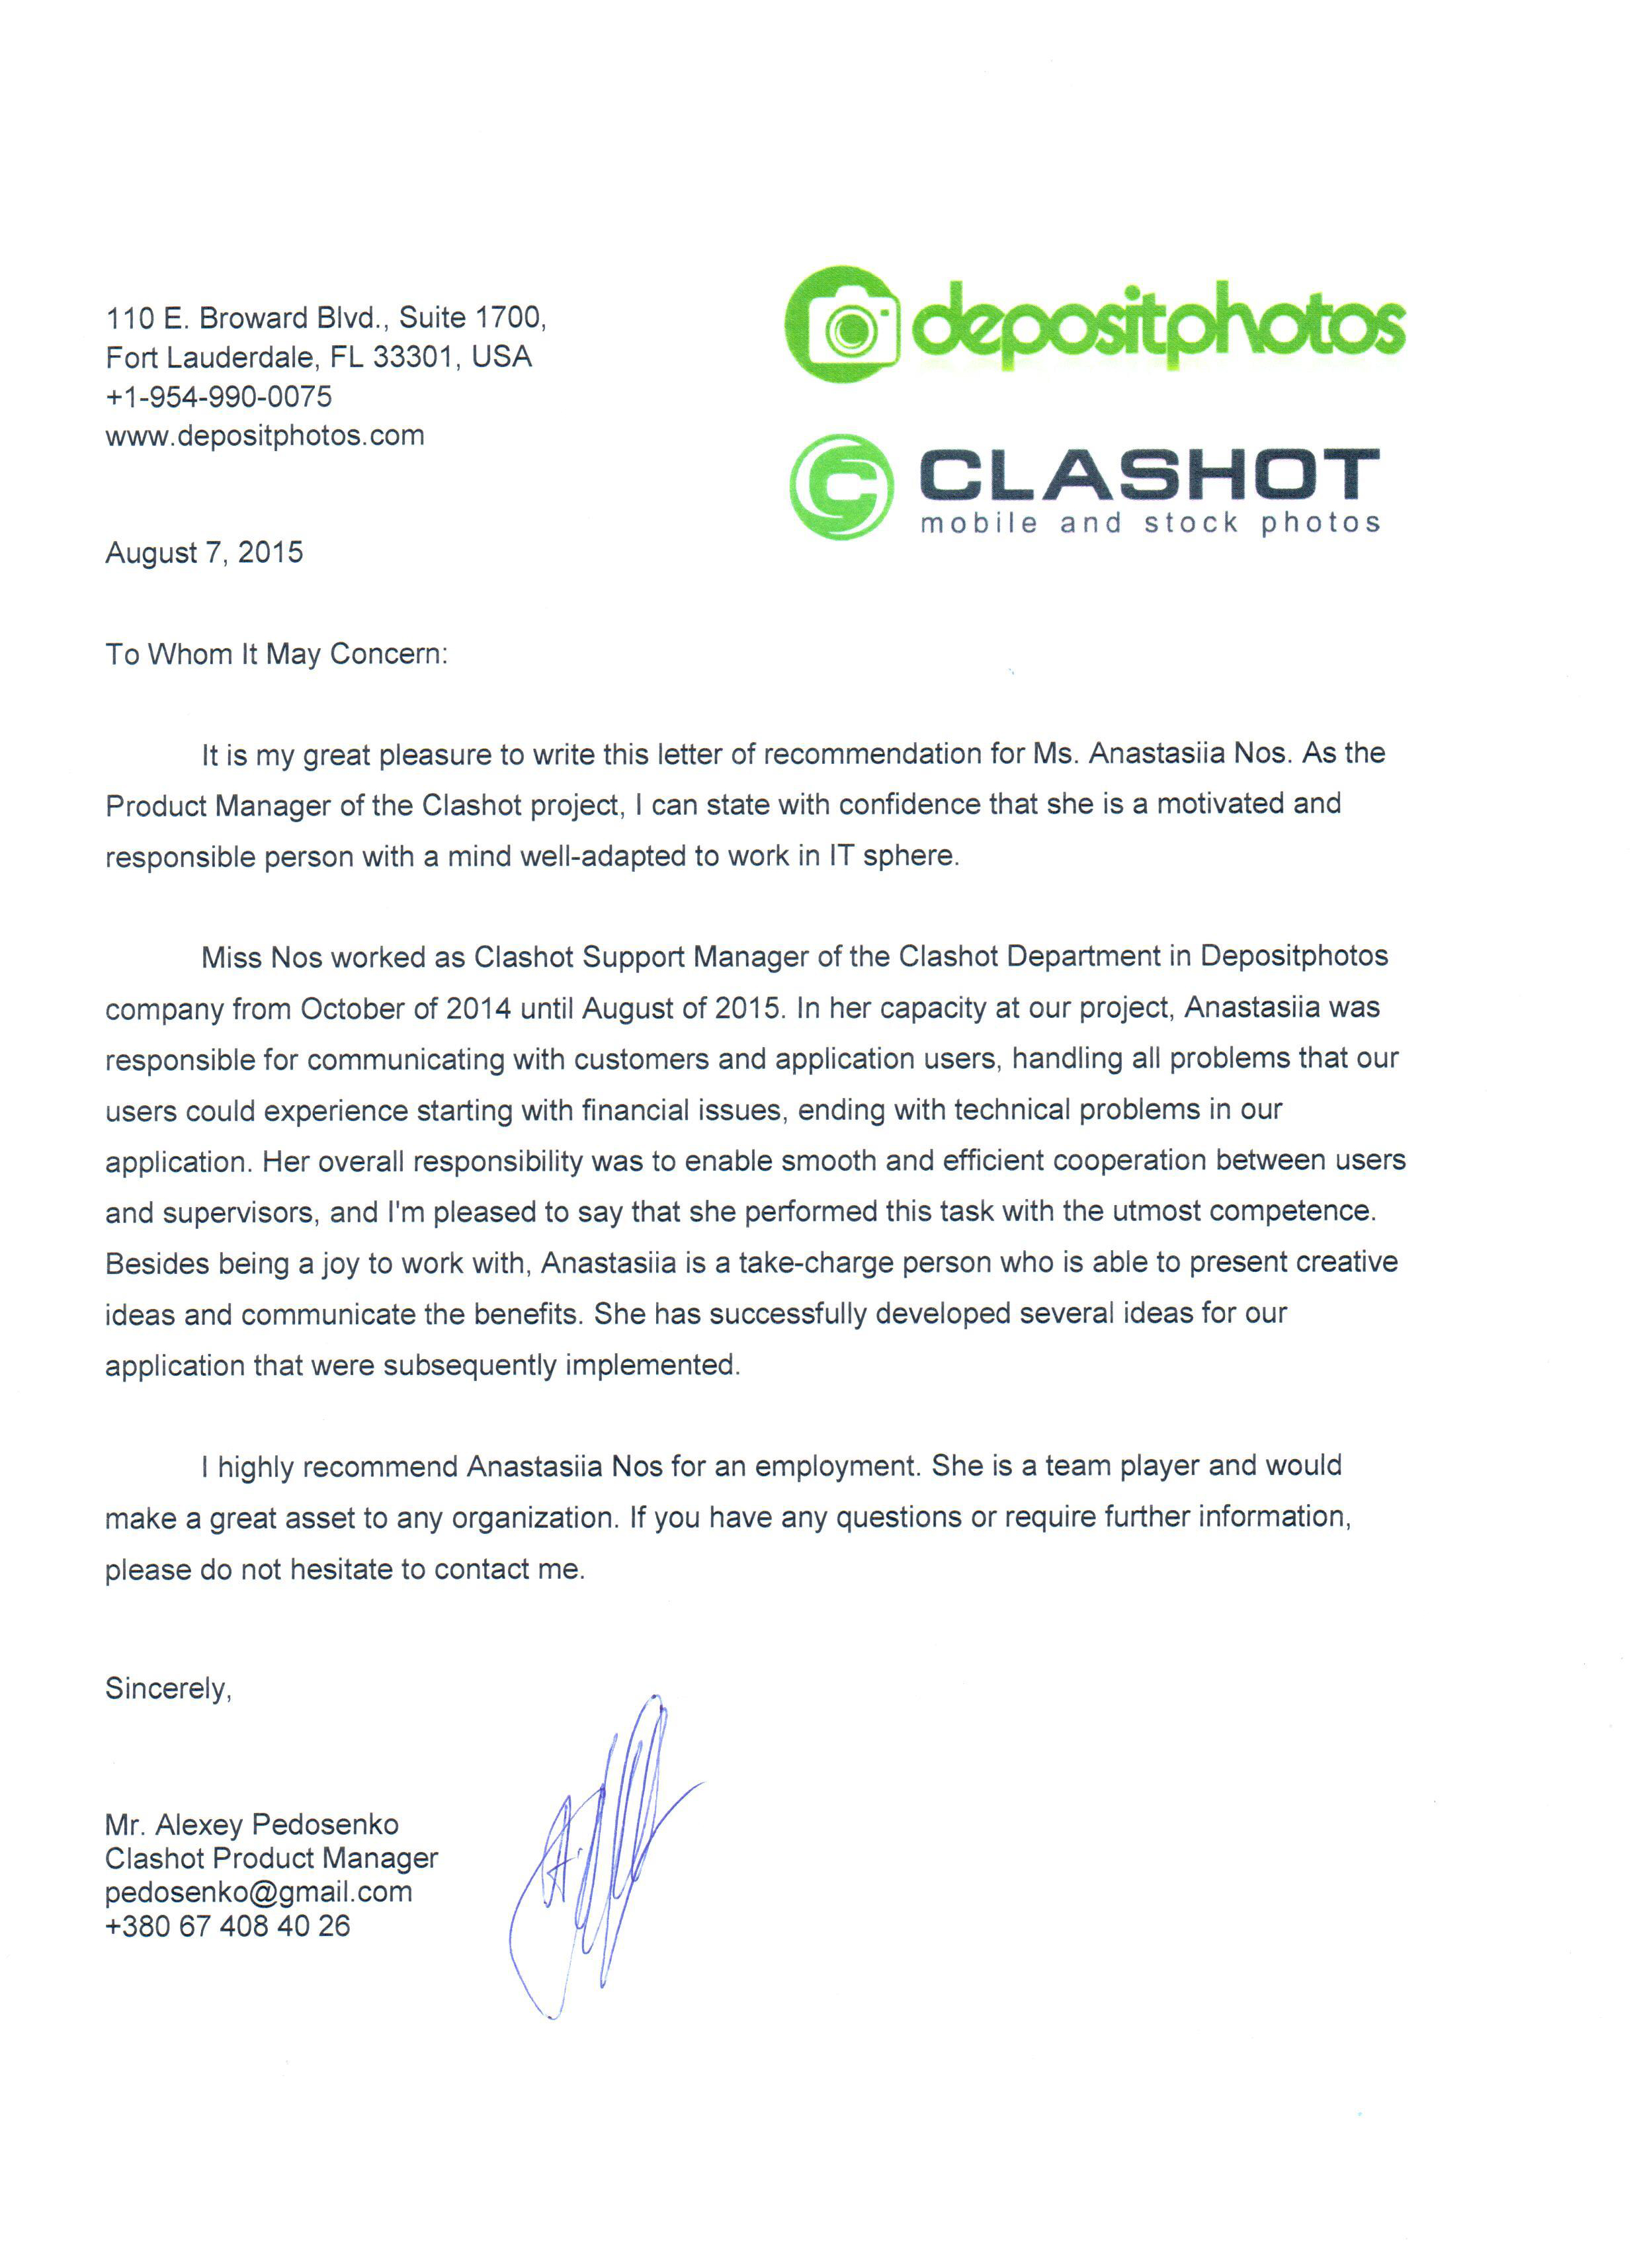 110 E. Broward Blvd., Suite 1700,
Fort Lauderdale, FL 33301, USA
+1-954-990-0075
www.depositphotos.com
depositphotos
CLASHOT
mobile and stock photos
August 7, 2015
To Whom It May Concern:
It is my great pleasure to write this letter of recommendation for Ms. Anastasiia Nos. As the
Product Manager of the Clashot project, I can state with confidence that she is a motivated and
responsible person with a mind well-adapted to work in IT sphere.
Miss Nos worked as Clashot Support Manager of the Clashot Department in Depositphotos
company from October of 2014 until August of 2015. In her capacity at our project, Anastasiia was
responsible for communicating with customers and application users, handling all problems that our
users could experience starting with financial issues, ending with technical problems in our
application. Her overall responsibility was to enable smooth and efficient cooperation between users
and supervisors, and I'm pleased to say that she performed this task with the utmost competence.
Besides being a joy to work with, Anastasiia is a take-charge person who is able to present creative
ideas and communicate the benefits. She has successfully developed several ideas for our
application that were subsequently implemented.
I highly recommend Anastasiia Nos for an employment. She is a team player and would
make a great asset to any organization. If you have any questions or require further information,
please do not hesitate to contact me.
Sincerely,
Mr. Alexey Pedosenko
Clashot Product Manager
pedosenko@gmail.com
+380 67 408 40 26